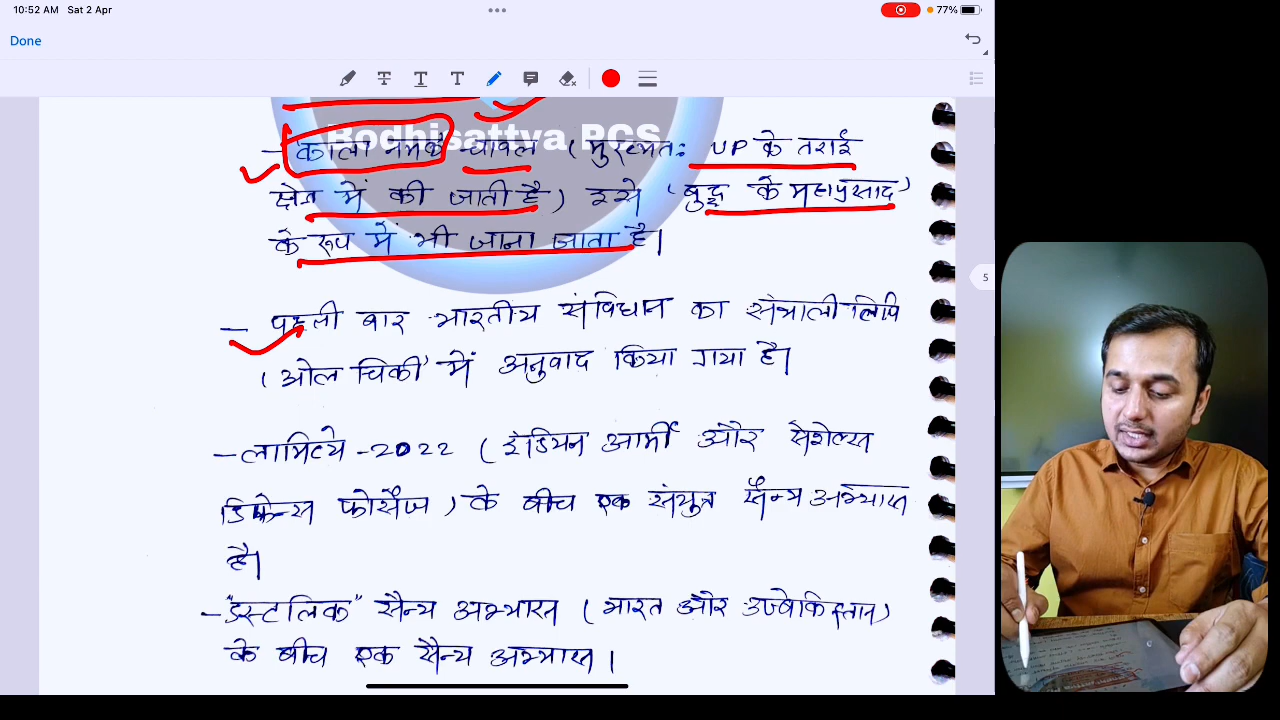 10:52 AM Sat 2 Apr
77%
Done
Bodhisattva PCS
- काला नमक चावल (मुख्यतः UP के तराई
क्षेत्र में की जाती है) इसे (बुद्ध के महाप्रसाद)
के रूप में भी जाना जाता है।
5
- पहली बार भारतीय संविधान का संथाली लिपि
(ओल चिकी' में अनुवाद किया गया है।
- लामिट्ये -2022 (इंडियन आर्मी और सेशेल्स
डिफेन्स फोर्सेज) के बीच एक संयुक्त सैन्य अभ्यास
है।
- "डस्टलिक" सैन्य अभ्यास (भारत और उज्बेकिस्तान)
के बीच एक सैन्य अभ्यास।